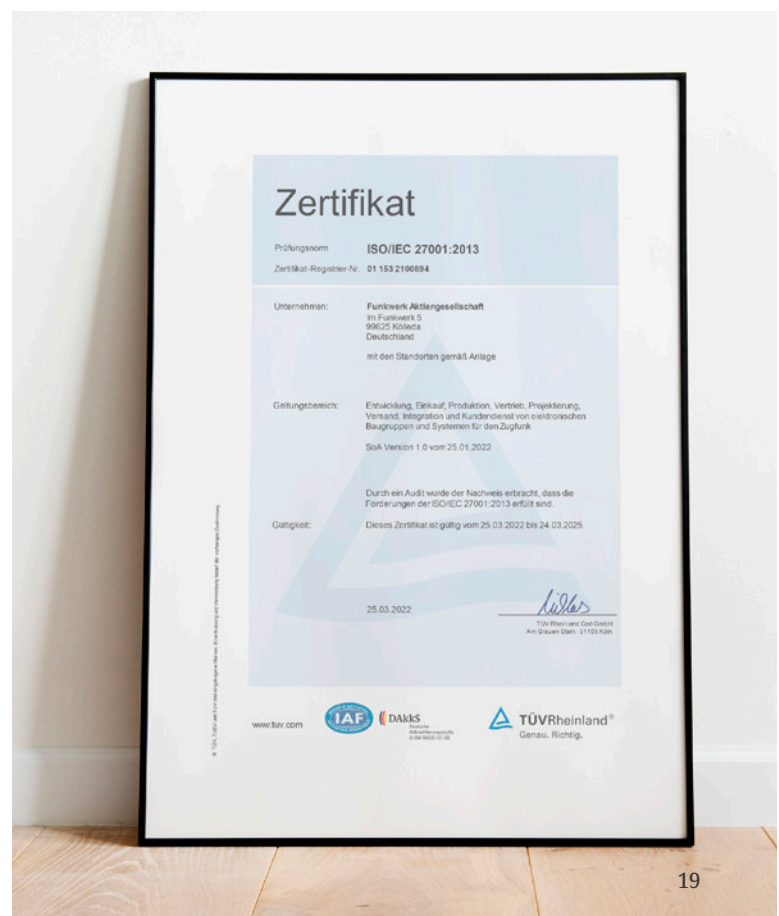 Zertifikat
Prüfungsnorm ISO/IEC 27001:2013
Zertifikat-Registrier-Nr. 01 153 2100894
Unternehmen: Funkwerk Aktiengesellschaft
Im Funkwerk 5
99625 Kölleda
Deutschland
mit den Standorten gemäß Anlage
Geltungsbereich: Entwicklung, Einkauf, Produktion, Vertrieb, Projektierung,
Versand, Integration und Kundendienst von elektronischen
Baugruppen und Systemen für den Zugfunk
SoA Version 1.0 vom 25.01.2022
Durch ein Audit wurde der Nachweis erbracht, dass die
Forderungen der ISO/IEC 27001:2013 erfüllt sind.
Gültigkeit: Dieses Zertifikat ist gültig vom 25.03.2022 bis 24.03.2025.
25.03.2022
TÜV Rheinland Cert GmbH
Am Grauen Stein · 51105 Köln
www.tuv.com
IAF
DAkkS
Deutsche
Akkreditierungsstelle
TÜVRheinland®
Genau. Richtig.
19